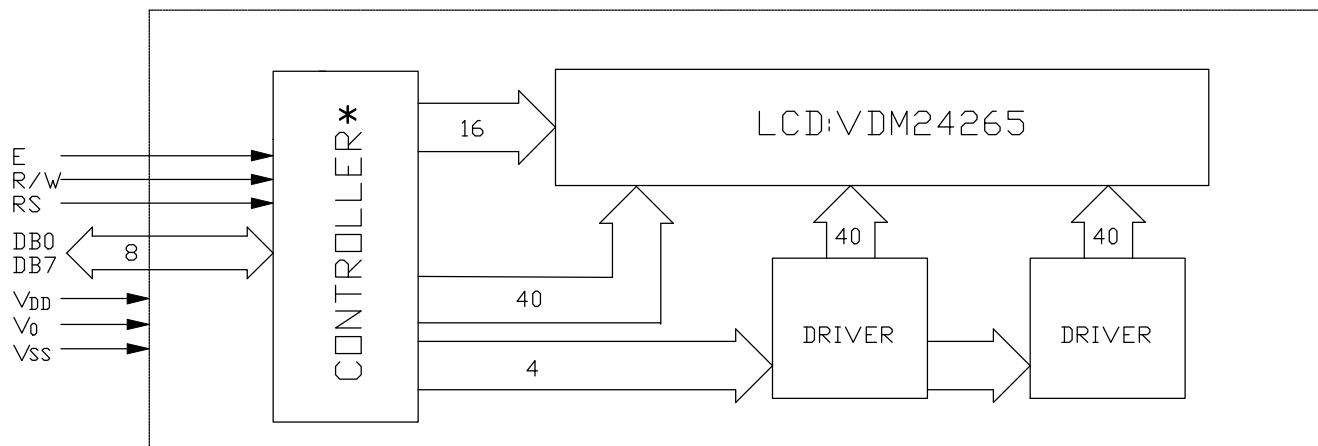 LCD:VDM24265
CONTROLLER*
16
E
R/W
RS
DB0
DB7
8
40
40
40
VDD
V0
VSS
DRIVER
DRIVER
4